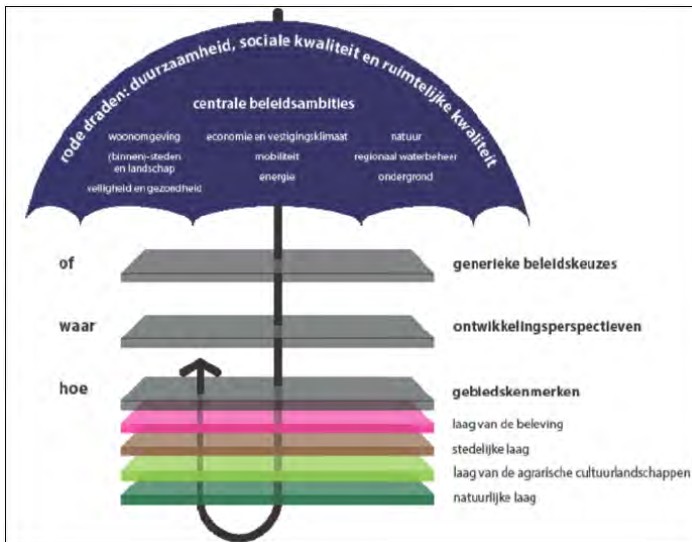 rode draden: duurzaamheid, sociale kwaliteit en ruimtelijke kwaliteit
centrale beleidsambities
woonomgeving
(binnen)-steden
en landschap
veiligheid en gezondheid
economie en vestigingsklimaat
mobiliteit
energie
natuur
regionaal waterbeheer
ondergrond
of
generieke beleidskeuzes
waar
ontwikkelingsperspectieven
hoe
gebiedskenmerken
laag van de beleving
stedelijke laag
laag van de agrarische cultuurlandschappen
natuurlijke laag